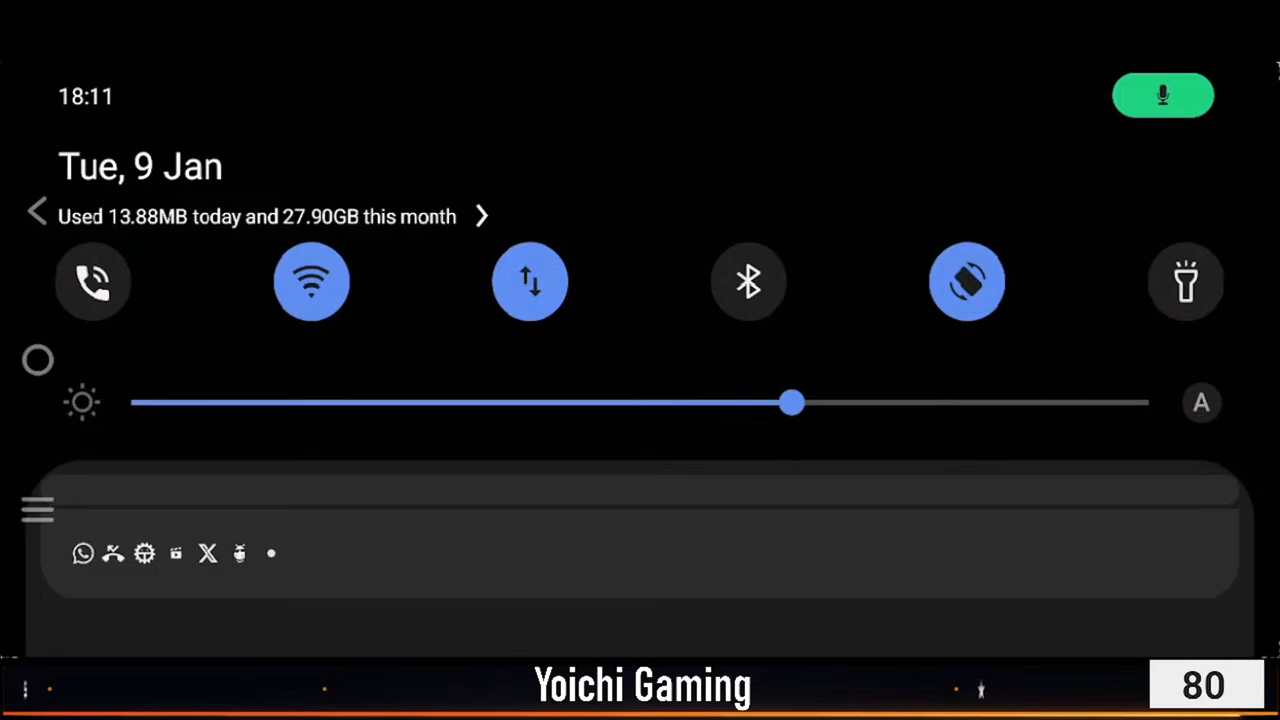 18:11
Tue, 9 Jan
Used 13.88MB today and 27.90GB this month
A
Yoichi Gaming
80